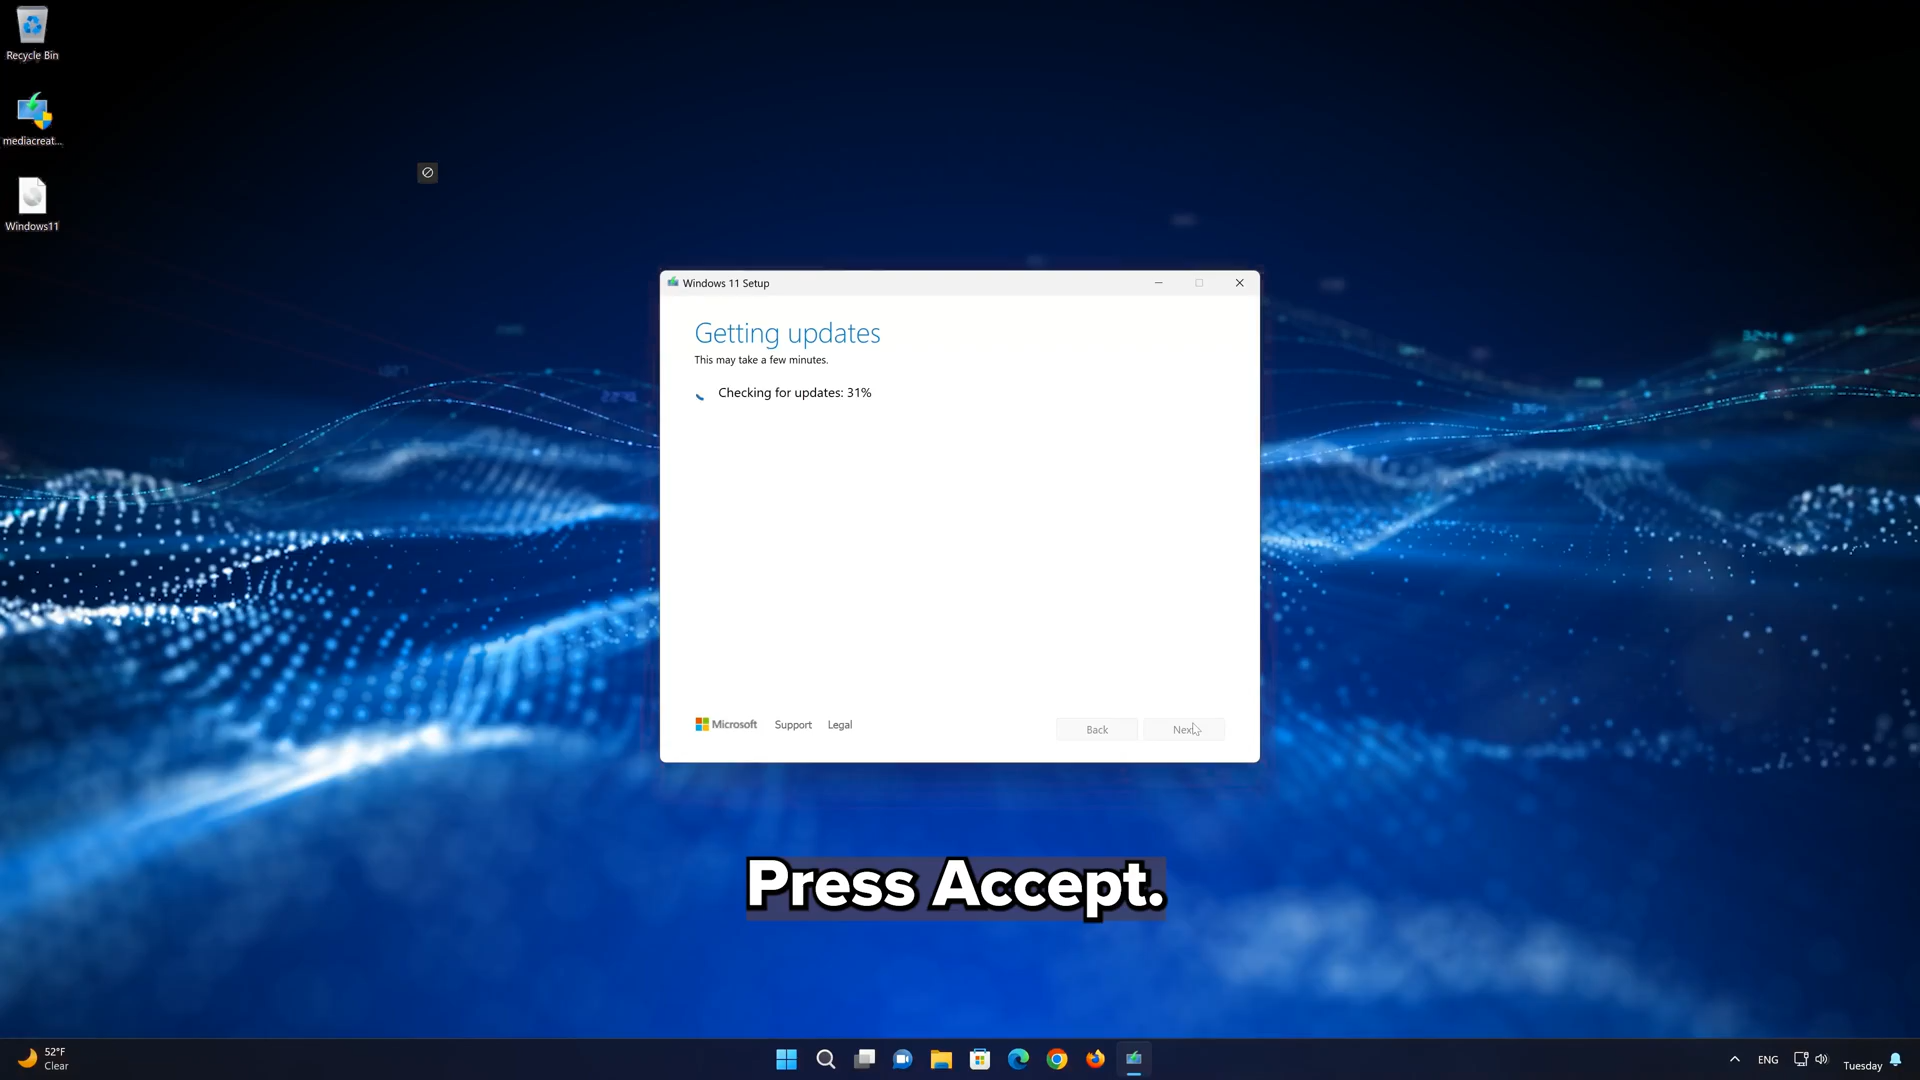 Recycle Bin
mediacreat...
Windows11
Windows 11 Setup
Getting updates
This may take a few minutes.
Checking for updates: 31%
Microsoft
Support
Legal
Back
Next
Press Accept.
52°F
Clear
ENG
Tuesday